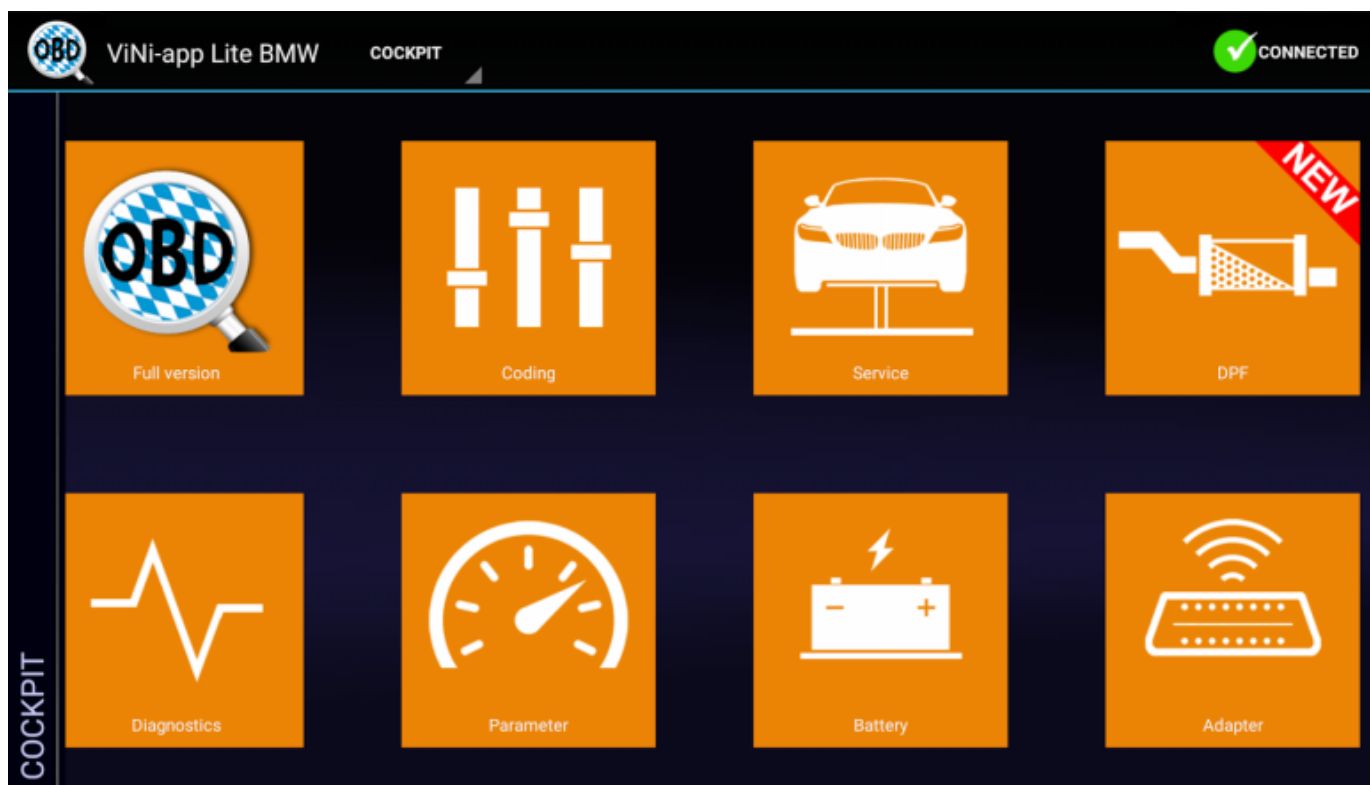 OBD
ViNi-app Lite BMW
COCKPIT
CONNECTED
OBD
Full version
Coding
Service
NEW
DPF
Diagnostics
Parameter
Battery
Adapter
COCKPIT